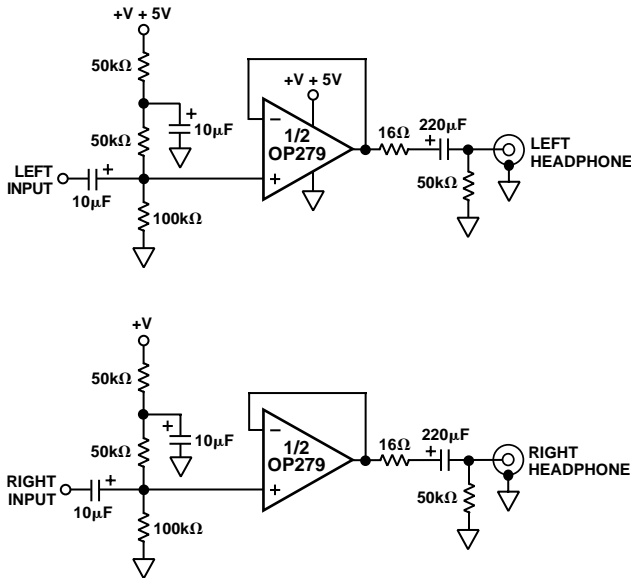 +V + 5V
50kΩ
+V + 5V
50kΩ
+
10µF
−
1/2
OP279
+
16Ω
220µF
+
LEFT
HEADPHONE
LEFT
INPUT
+
10µF
100kΩ
50kΩ
+V
50kΩ
50kΩ
+
10µF
−
1/2
OP279
+
16Ω
220µF
+
RIGHT
HEADPHONE
RIGHT
INPUT
+
10µF
100kΩ
50kΩ